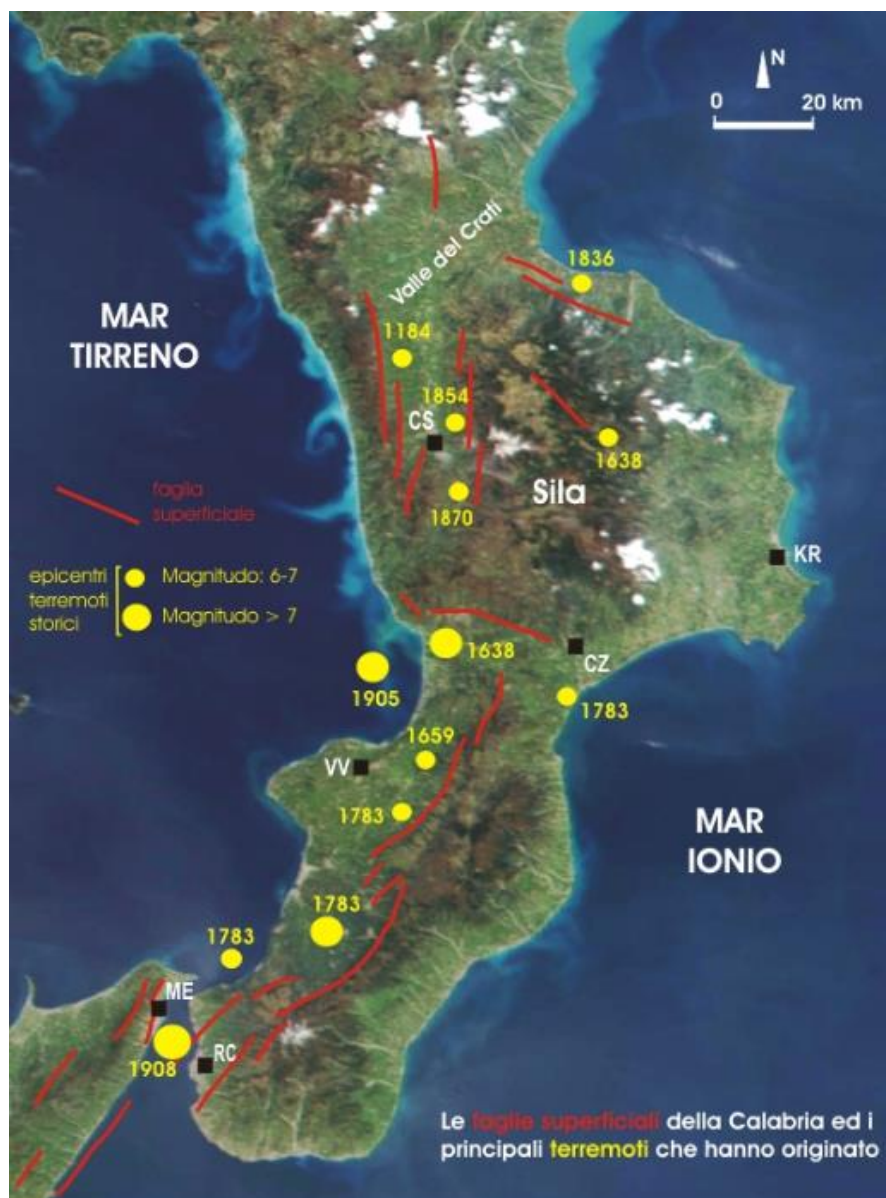 N
0 20 km
Valle del Crati
1836
MAR
TIRRENO
1184
1854
CS
1638
faglia
superficiale
1870
Sila
KR
epicentri
terremoti
storici
Magnitudo: 6-7
Magnitudo > 7
1638
CZ
1905
1783
1659
VV
1783
MAR
IONIO
1783
1783
ME
RC
1908
Le faglie superficiali della Calabria ed i
principali terremoti che hanno originato